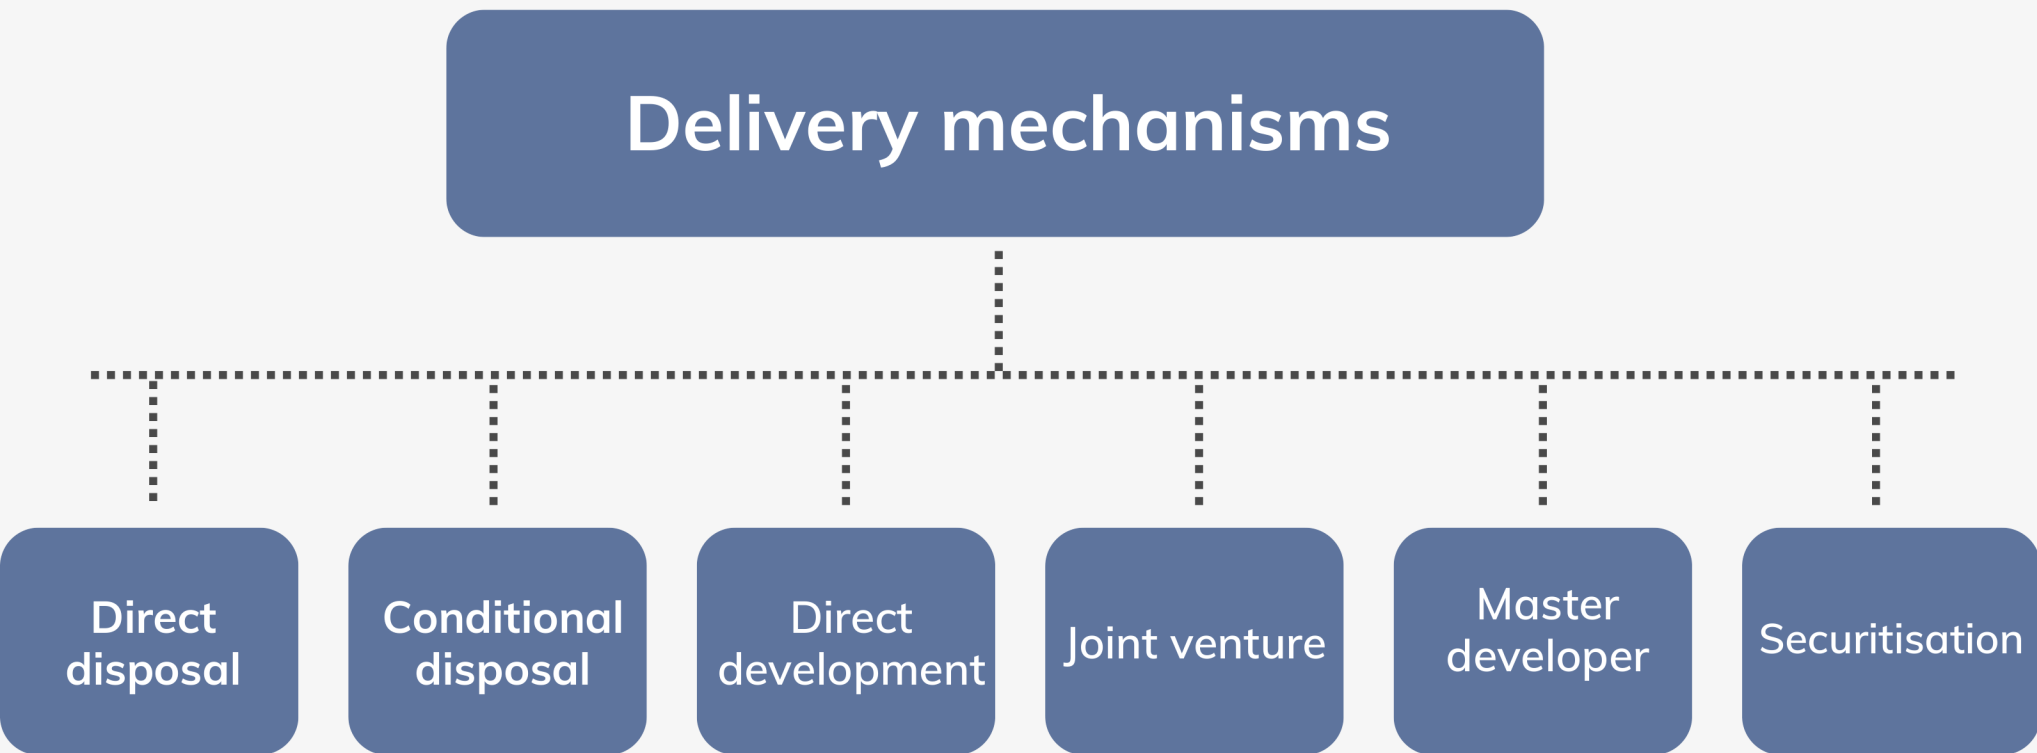 Delivery mechanisms
Direct
disposal
Conditional
disposal
Direct
development
Joint venture
Master
developer
Securitisation